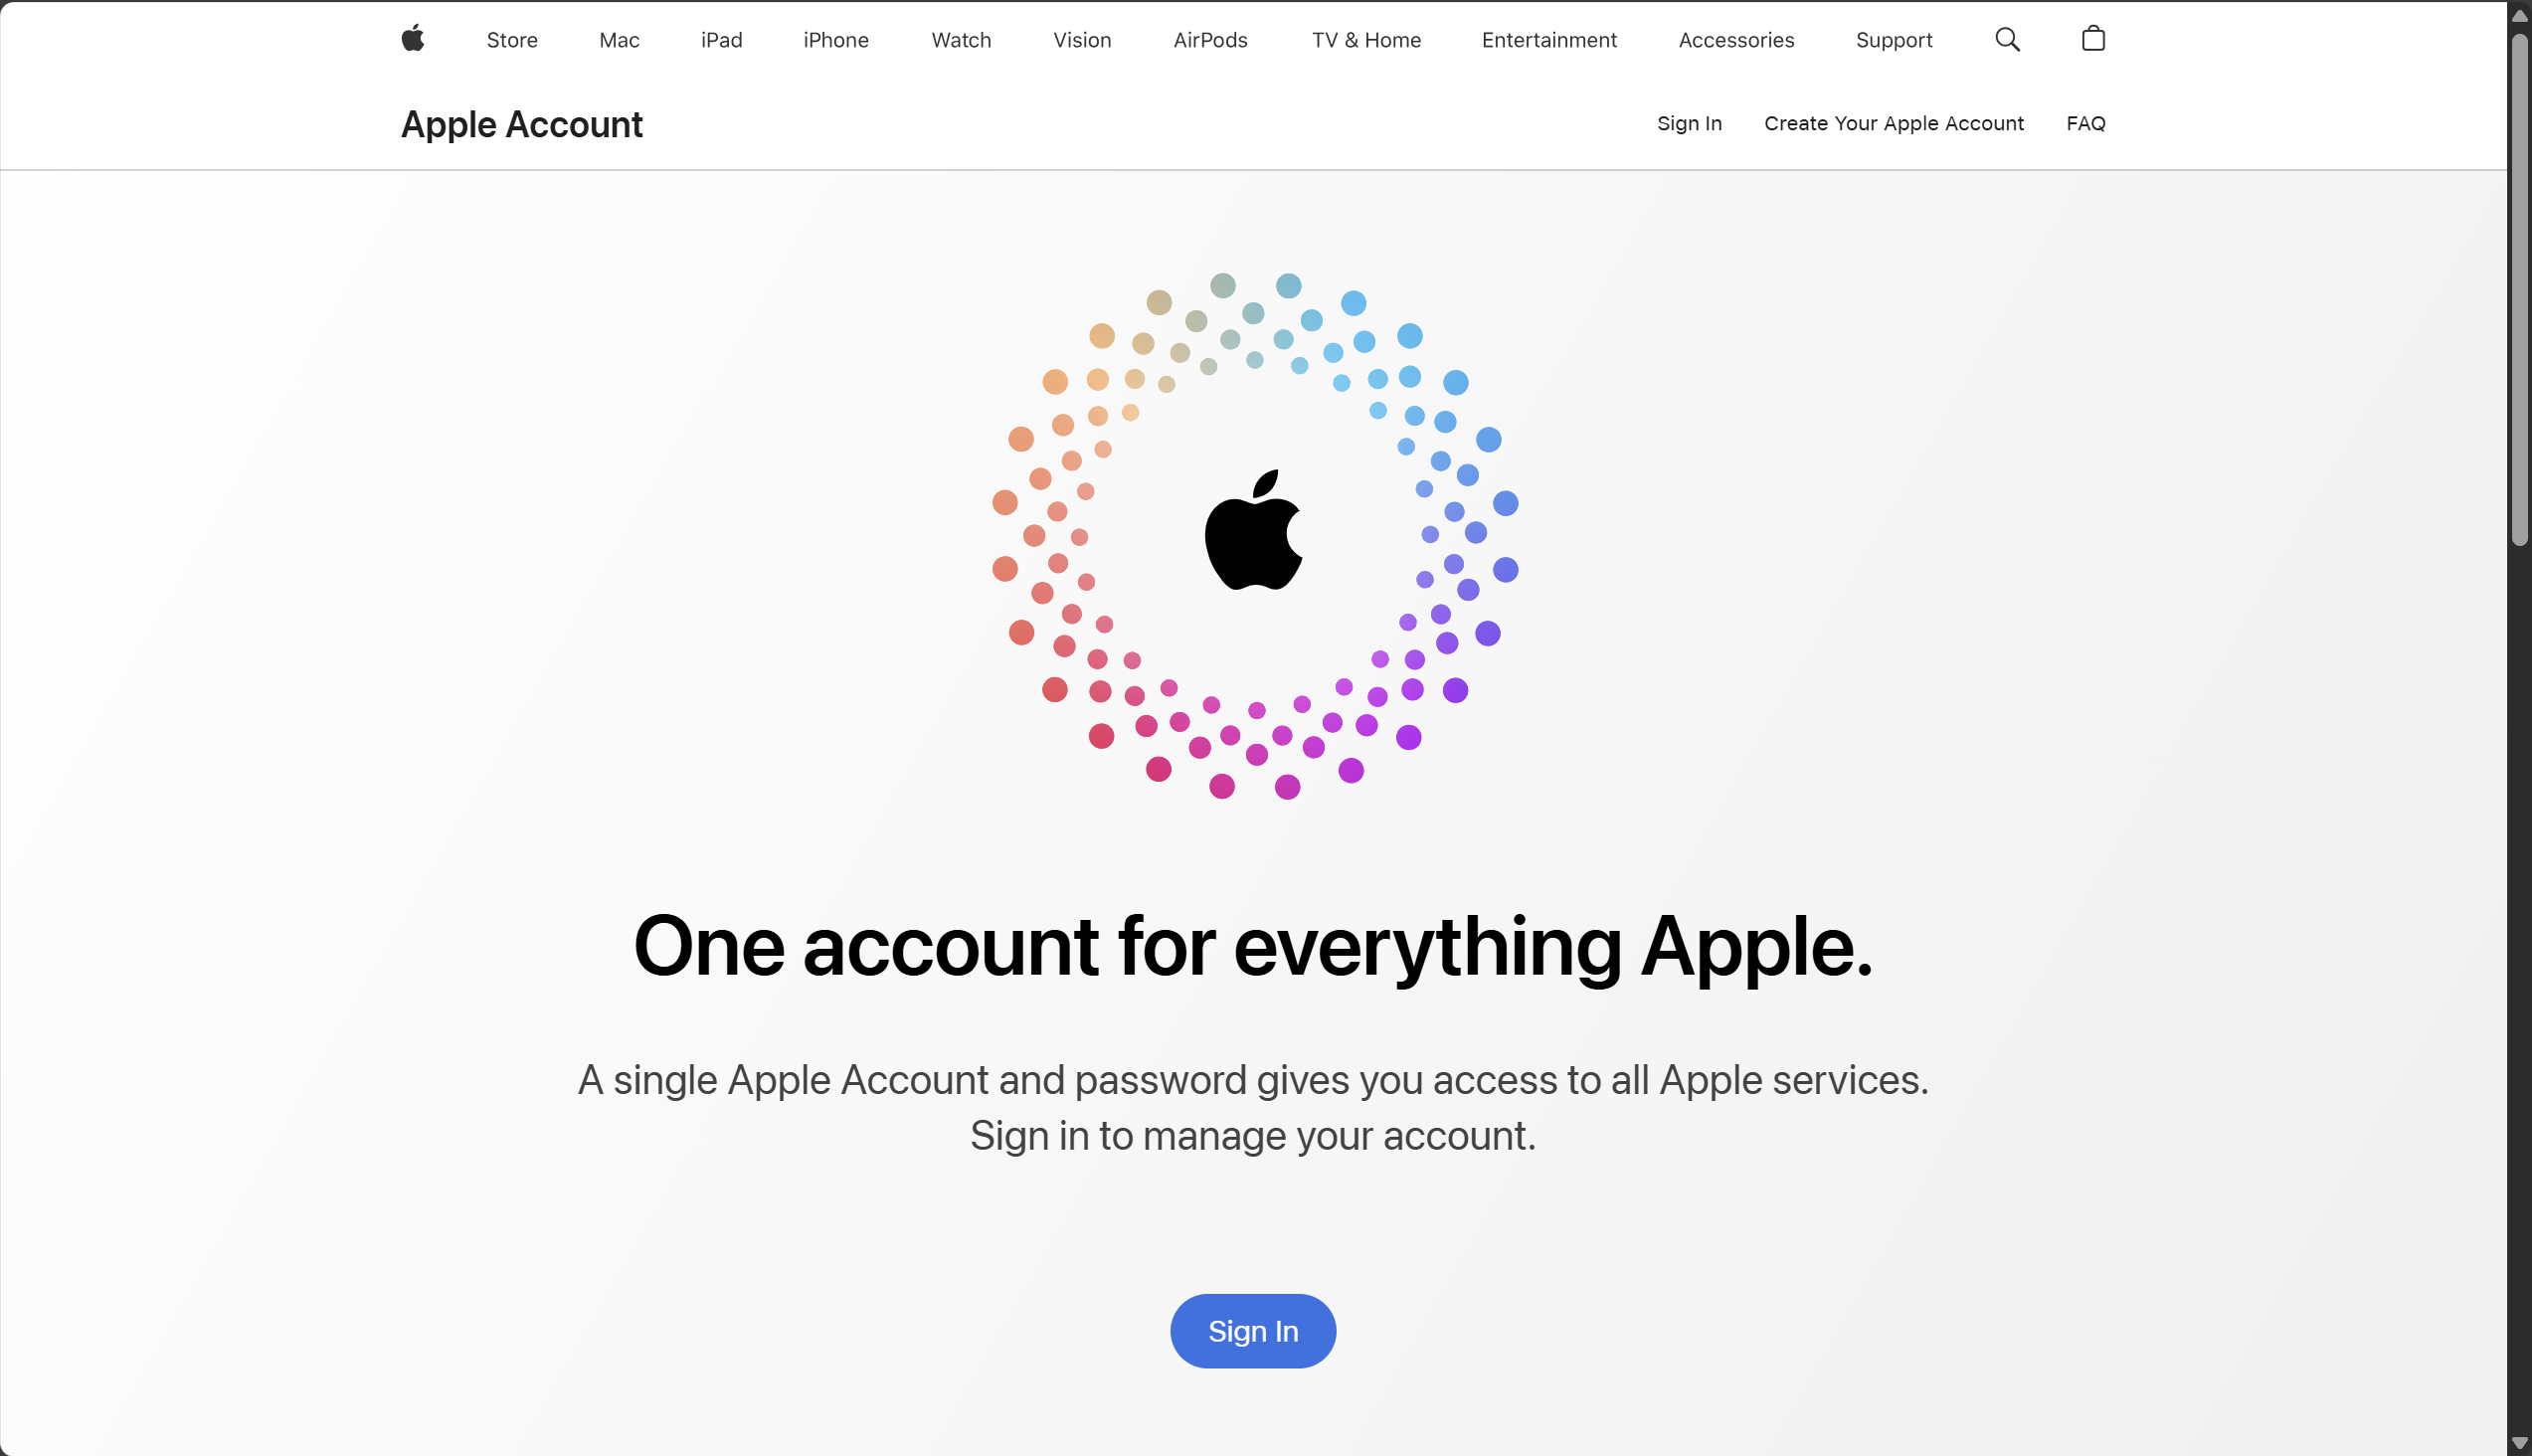 Store Mac iPad iPhone Watch Vision AirPods TV & Home Entertainment Accessories Support
Apple Account Sign In Create Your Apple Account FAQ
One account for everything Apple.
A single Apple Account and password gives you access to all Apple services.
Sign in to manage your account.
Sign In